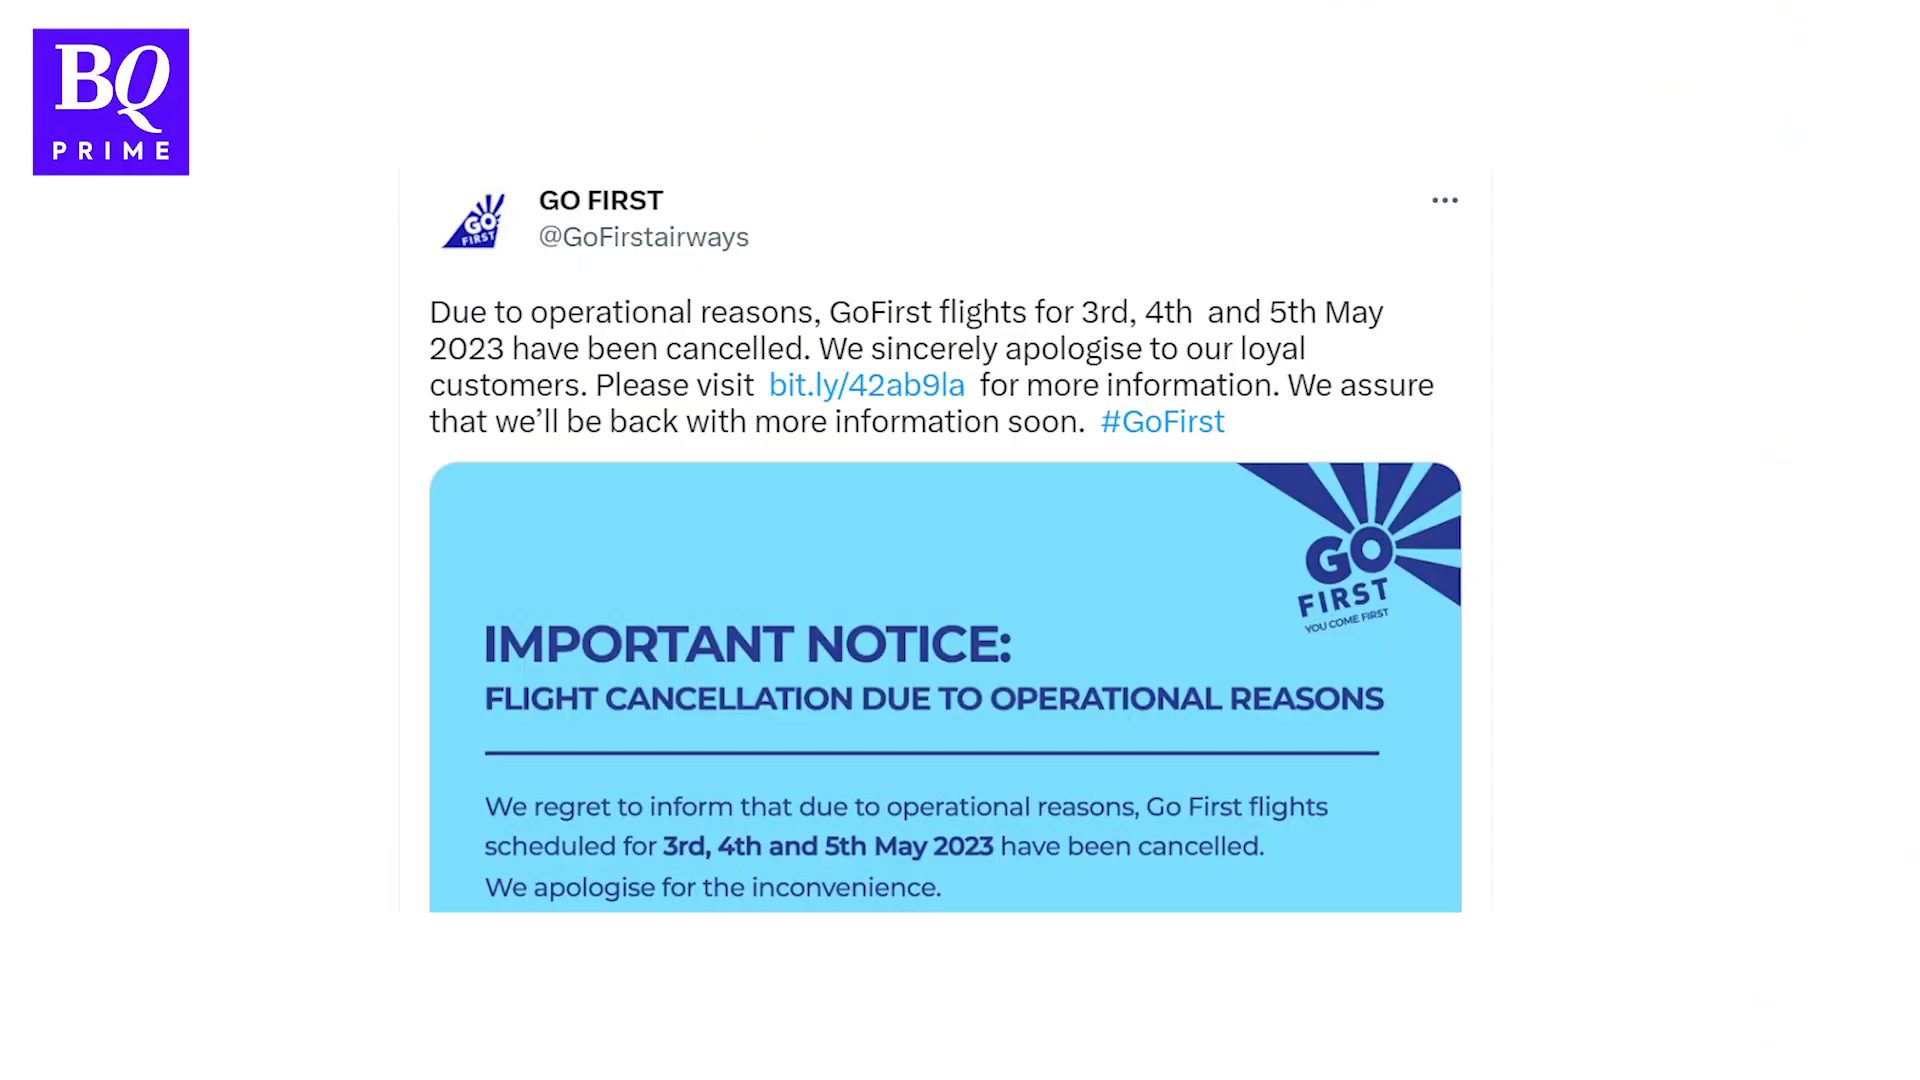 BQ
PRIME
GO FIRST
@GoFirstairways
GO
FIRST
Due to operational reasons, GoFirst flights for 3rd, 4th and 5th May
2023 have been cancelled. We sincerely apologise to our loyal
customers. Please visit bit.ly/42ab9la for more information. We assure
that we’ll be back with more information soon. #GoFirst
GO
FIRST
YOU COME FIRST
IMPORTANT NOTICE:
FLIGHT CANCELLATION DUE TO OPERATIONAL REASONS
We regret to inform that due to operational reasons, Go First flights
scheduled for 3rd, 4th and 5th May 2023 have been cancelled.
We apologise for the inconvenience.